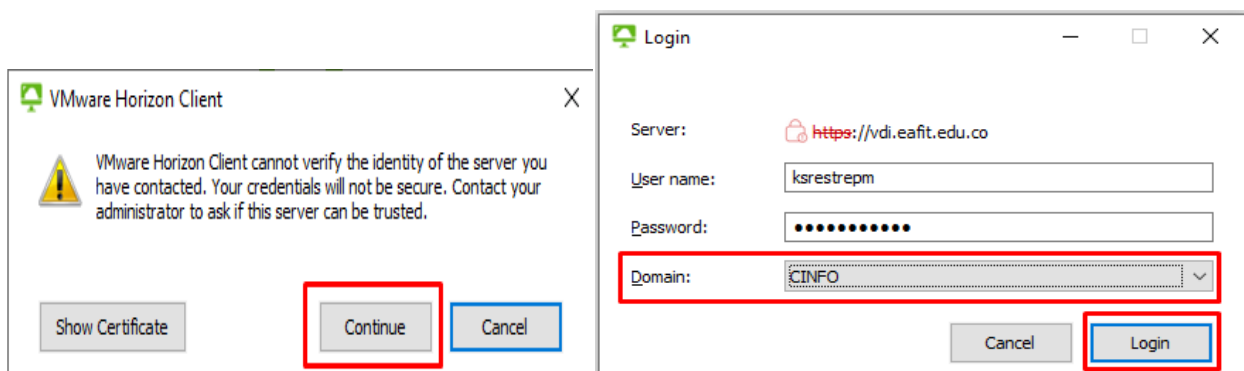 VMware Horizon Client
VMware Horizon Client cannot verify the identity of the server you
have contacted. Your credentials will not be secure. Contact your
administrator to ask if this server can be trusted.
Show Certificate
Continue
Cancel
Login
Server:
https://vdi.eafit.edu.co
User name:
ksrestrepm
Password:
●●●●●●●●●●●
Domain:
CINFO
Cancel
Login